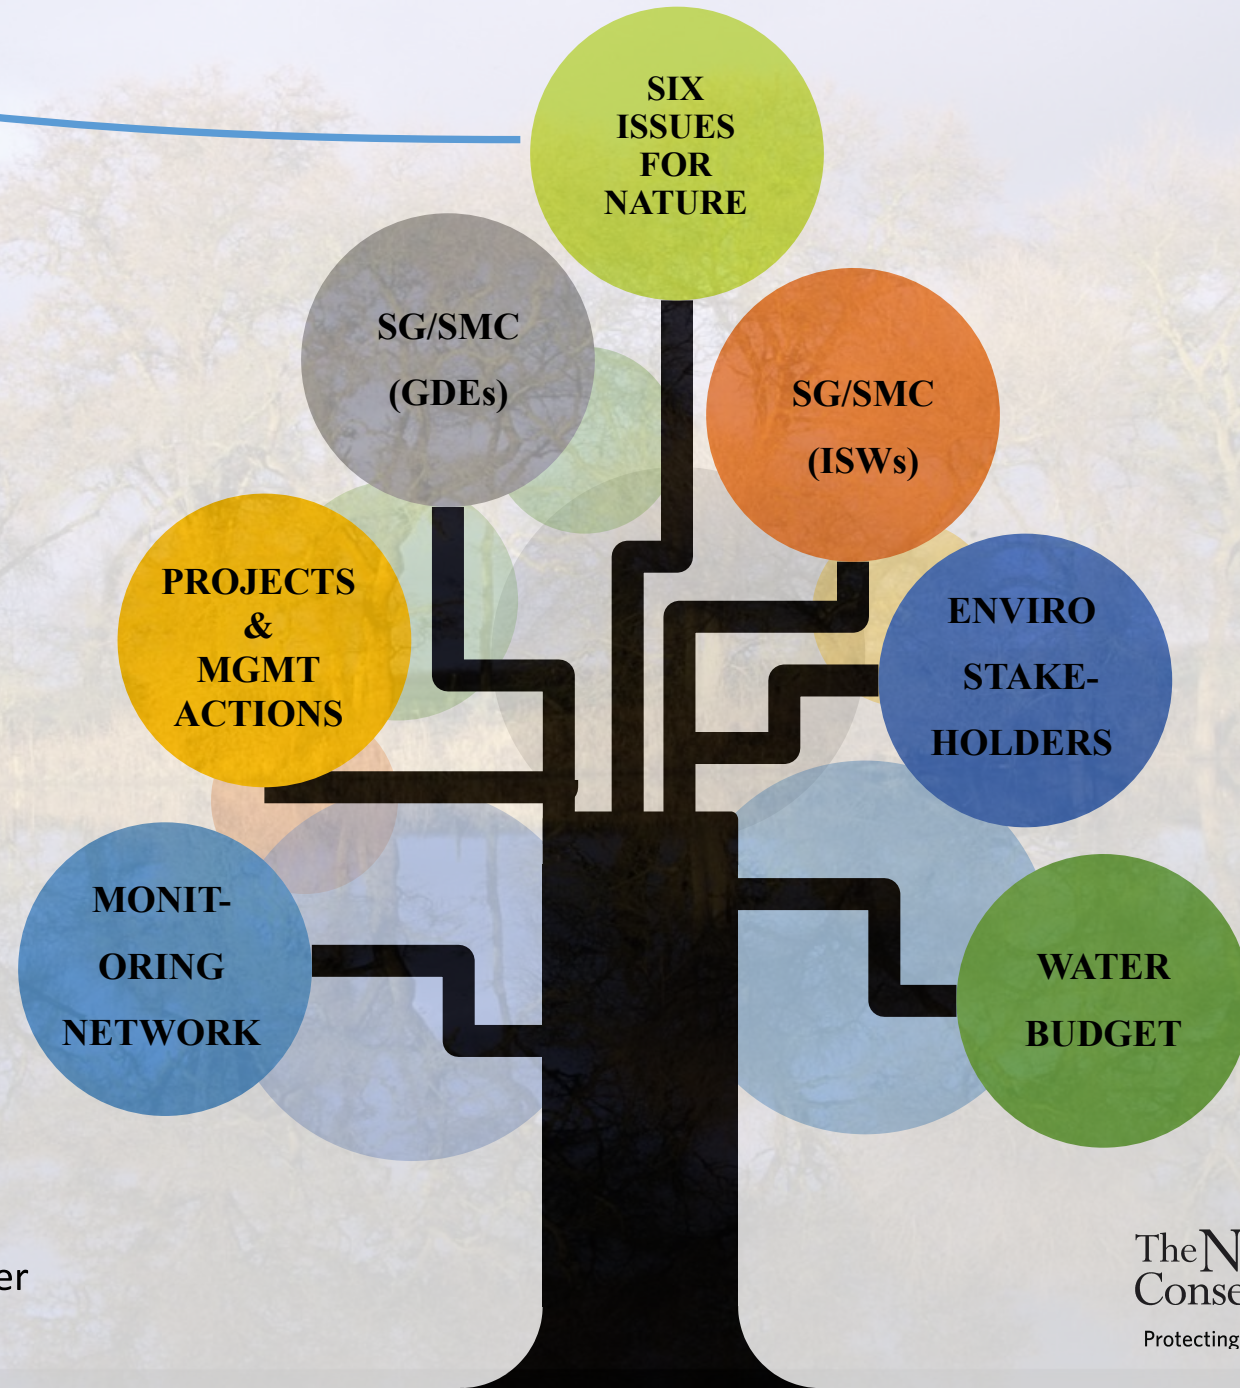 SIX
ISSUES
FOR
NATURE
SG/SMC
(GDEs)
SG/SMC
(ISWs)
PROJECTS
&
MGMT
ACTIONS
ENVIRO
STAKE-
HOLDERS
MONIT-
ORING
NETWORK
WATER
BUDGET
er
The N
Conse
Protecting